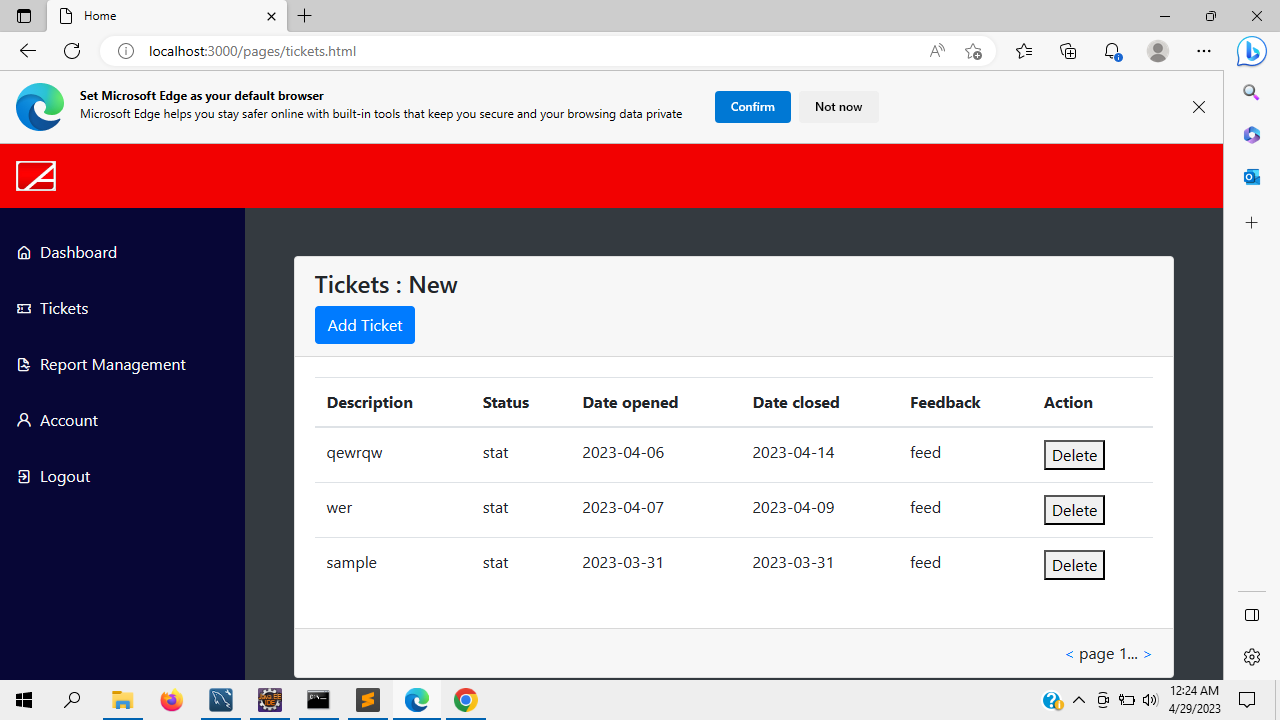 Home
localhost:3000/pages/tickets.html
Set Microsoft Edge as your default browser
Microsoft Edge helps you stay safer online with built-in tools that keep you secure and your browsing data private
Confirm
Not now
Dashboard
Tickets
Report Management
Account
Logout
Tickets : New
Add Ticket
Description Status Date opened Date closed Feedback Action
qewrqw stat 2023-04-06 2023-04-14 feed Delete
wer stat 2023-04-07 2023-04-09 feed Delete
sample stat 2023-03-31 2023-03-31 feed Delete
< page 1... >
12:24 AM
4/29/2023